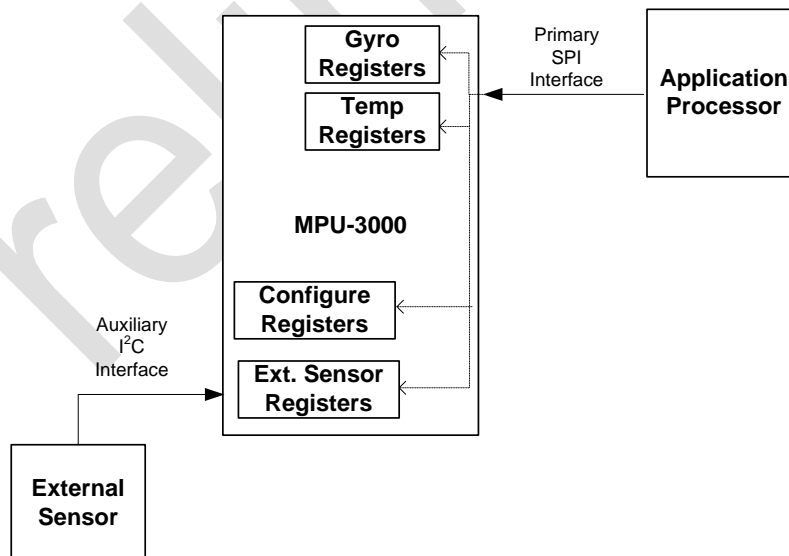 Gyro
Registers
Primary
SPI
Interface
Application
Processor
Temp
Registers
MPU-3000
Configure
Registers
Auxiliary
I²C
Interface
Ext. Sensor
Registers
External
Sensor